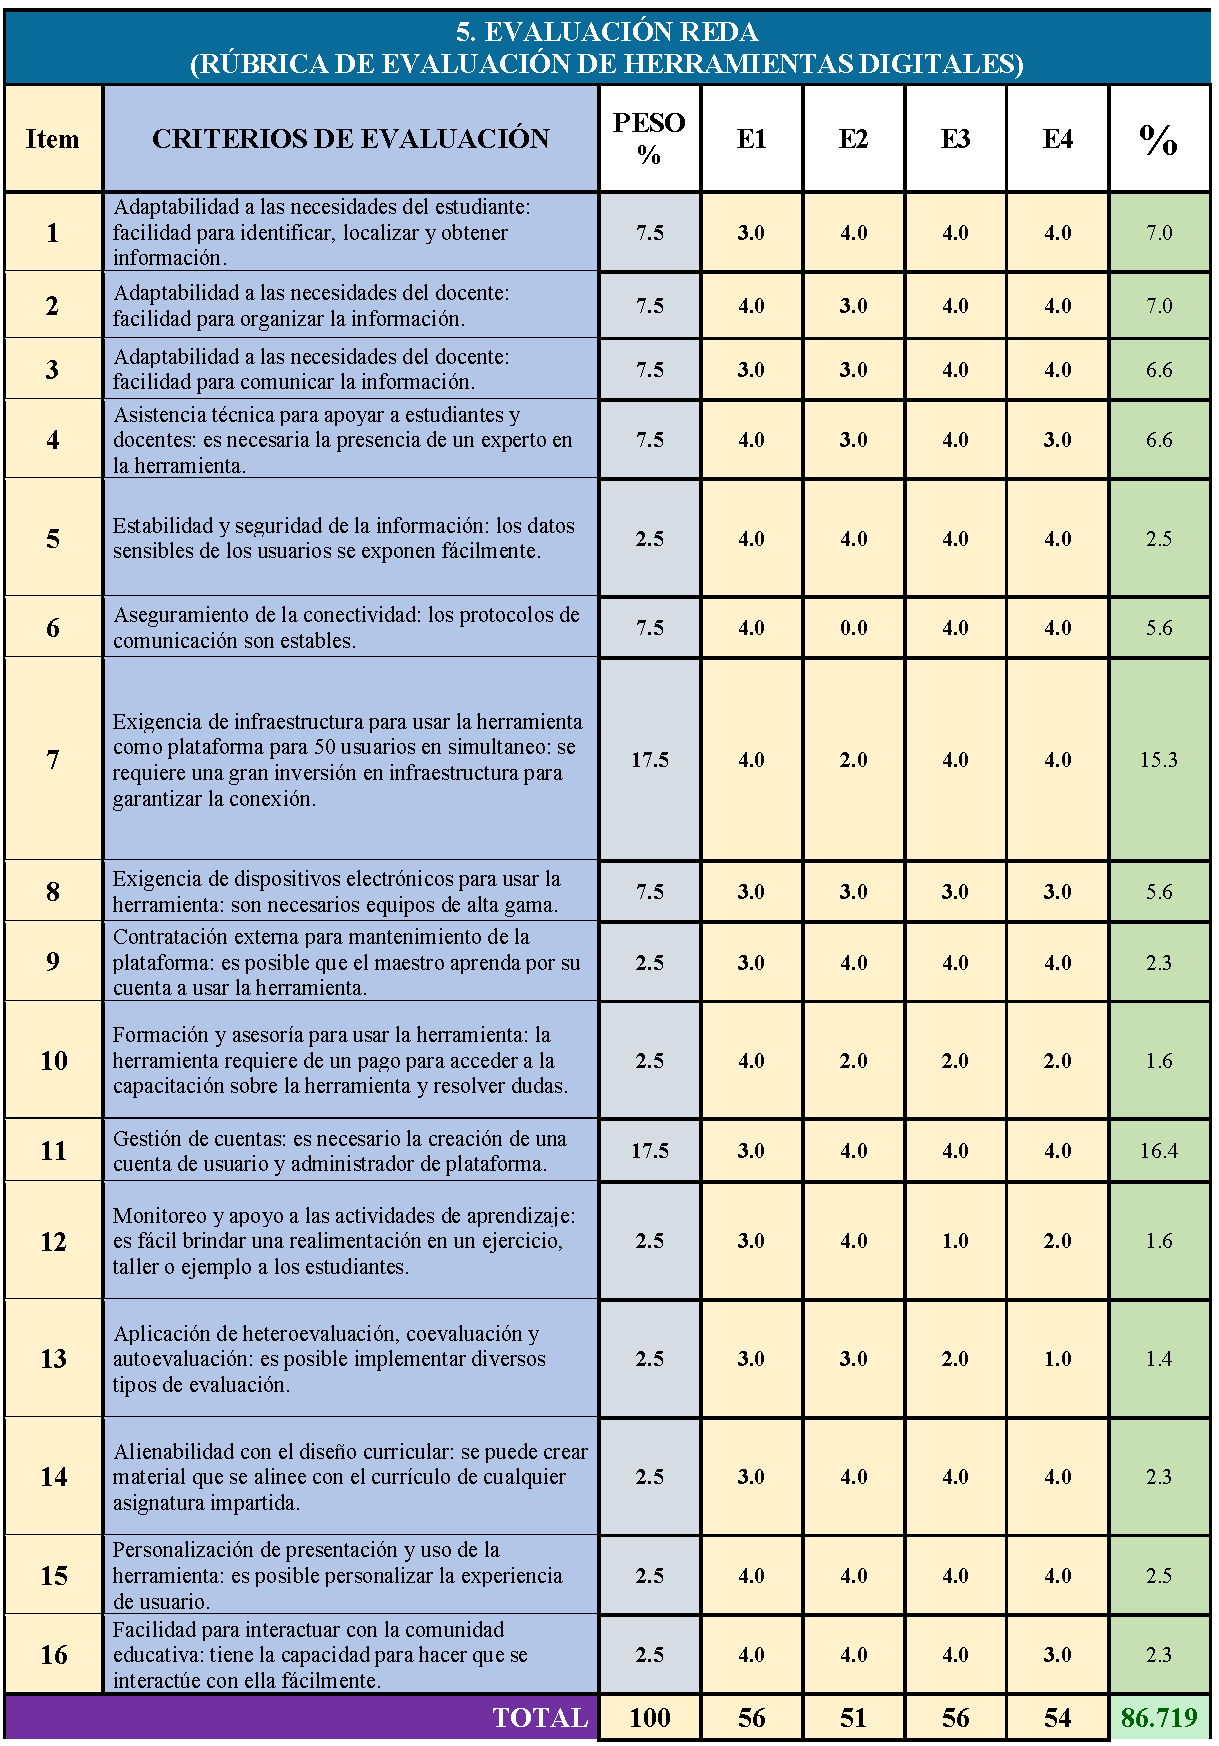 5. EVALUACIÓN REDA
(RÚBRICA DE EVALUACIÓN DE HERRAMIENTAS DIGITALES)
Item CRITERIOS DE EVALUACIÓN PESO % E1 E2 E3 E4 %
1 Adaptabilidad a las necesidades del estudiante:
facilidad para identificar, localizar y obtener
información. 7.5 3.0 4.0 4.0 4.0 7.0
2 Adaptabilidad a las necesidades del docente:
facilidad para organizar la información. 7.5 4.0 3.0 4.0 4.0 7.0
3 Adaptabilidad a las necesidades del docente:
facilidad para comunicar la información. 7.5 3.0 3.0 4.0 4.0 6.6
4 Asistencia técnica para apoyar a estudiantes y
docentes: es necesaria la presencia de un experto en
la herramienta. 7.5 4.0 3.0 4.0 3.0 6.6
5 Estabilidad y seguridad de la información: los datos
sensibles de los usuarios se exponen fácilmente. 2.5 4.0 4.0 4.0 4.0 2.5
6 Aseguramiento de la conectividad: los protocolos de
comunicación son estables. 7.5 4.0 0.0 4.0 4.0 5.6
7 Exigencia de infraestructura para usar la herramienta
como plataforma para 50 usuarios en simultaneo: se
requiere una gran inversión en infraestructura para
garantizar la conexión. 17.5 4.0 2.0 4.0 4.0 15.3
8 Exigencia de dispositivos electrónicos para usar la
herramienta: son necesarios equipos de alta gama. 7.5 3.0 3.0 3.0 3.0 5.6
9 Contratación externa para mantenimiento de la
plataforma: es posible que el maestro aprenda por su
cuenta a usar la herramienta. 2.5 3.0 4.0 4.0 4.0 2.3
10 Formación y asesoría para usar la herramienta: la
herramienta requiere de un pago para acceder a la
capacitación sobre la herramienta y resolver dudas. 2.5 4.0 2.0 2.0 2.0 1.6
11 Gestión de cuentas: es necesario la creación de una
cuenta de usuario y administrador de plataforma. 17.5 3.0 4.0 4.0 4.0 16.4
12 Monitoreo y apoyo a las actividades de aprendizaje:
es fácil brindar una realimentación en un ejercicio,
taller o ejemplo a los estudiantes. 2.5 3.0 4.0 1.0 2.0 1.6
13 Aplicación de heteroevaluación, coevaluación y
autoevaluación: es posible implementar diversos
tipos de evaluación. 2.5 3.0 3.0 2.0 1.0 1.4
14 Alienabilidad con el diseño curricular: se puede crear
material que se alinee con el currículo de cualquier
asignatura impartida. 2.5 3.0 4.0 4.0 4.0 2.3
15 Personalización de presentación y uso de la
herramienta: es posible personalizar la experiencia
de usuario. 2.5 4.0 4.0 4.0 4.0 2.5
16 Facilidad para interactuar con la comunidad
educativa: tiene la capacidad para hacer que se
interactúe con ella fácilmente. 2.5 4.0 4.0 4.0 3.0 2.3
TOTAL 100 56 51 56 54 86.719